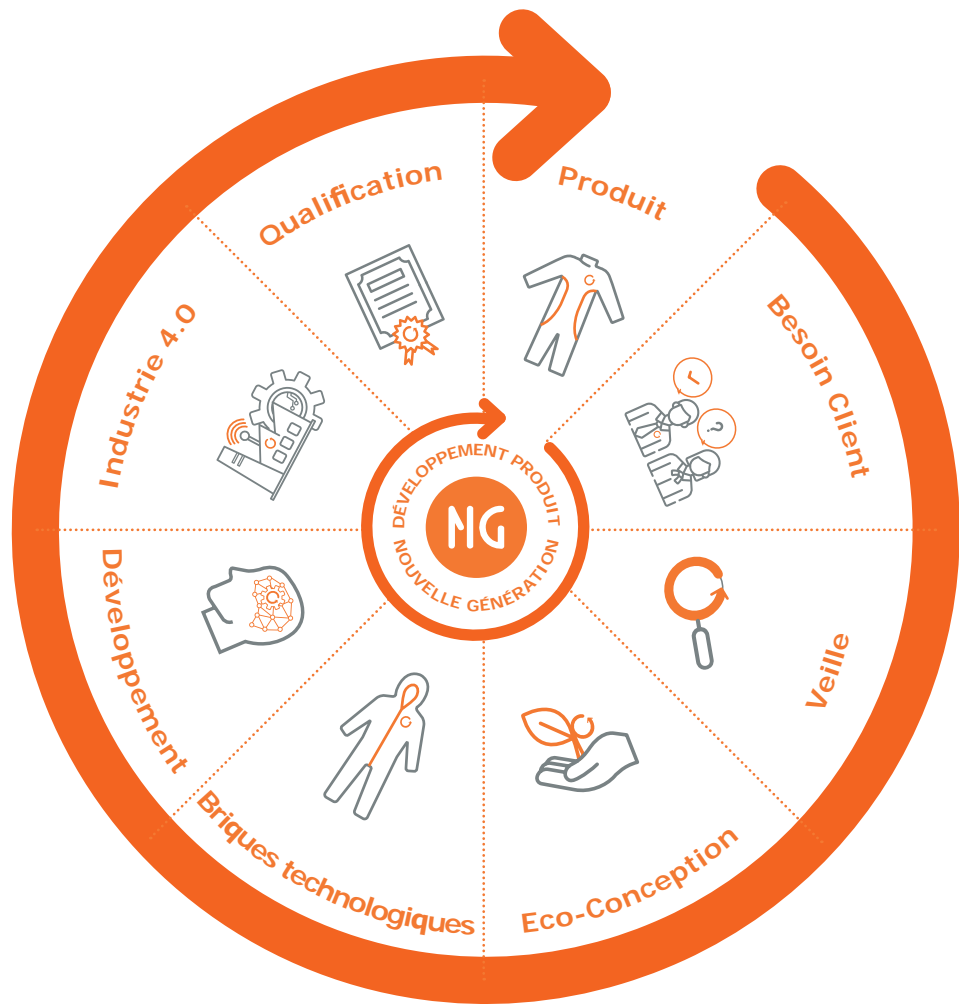 Besoin Client
Veille
Eco-Conception
Briques technologiques
Développement
Industrie 4.0
Qualification
Produit
DÉVELOPPEMENT PRODUIT
NOUVELLE GÉNÉRATION
NG
?